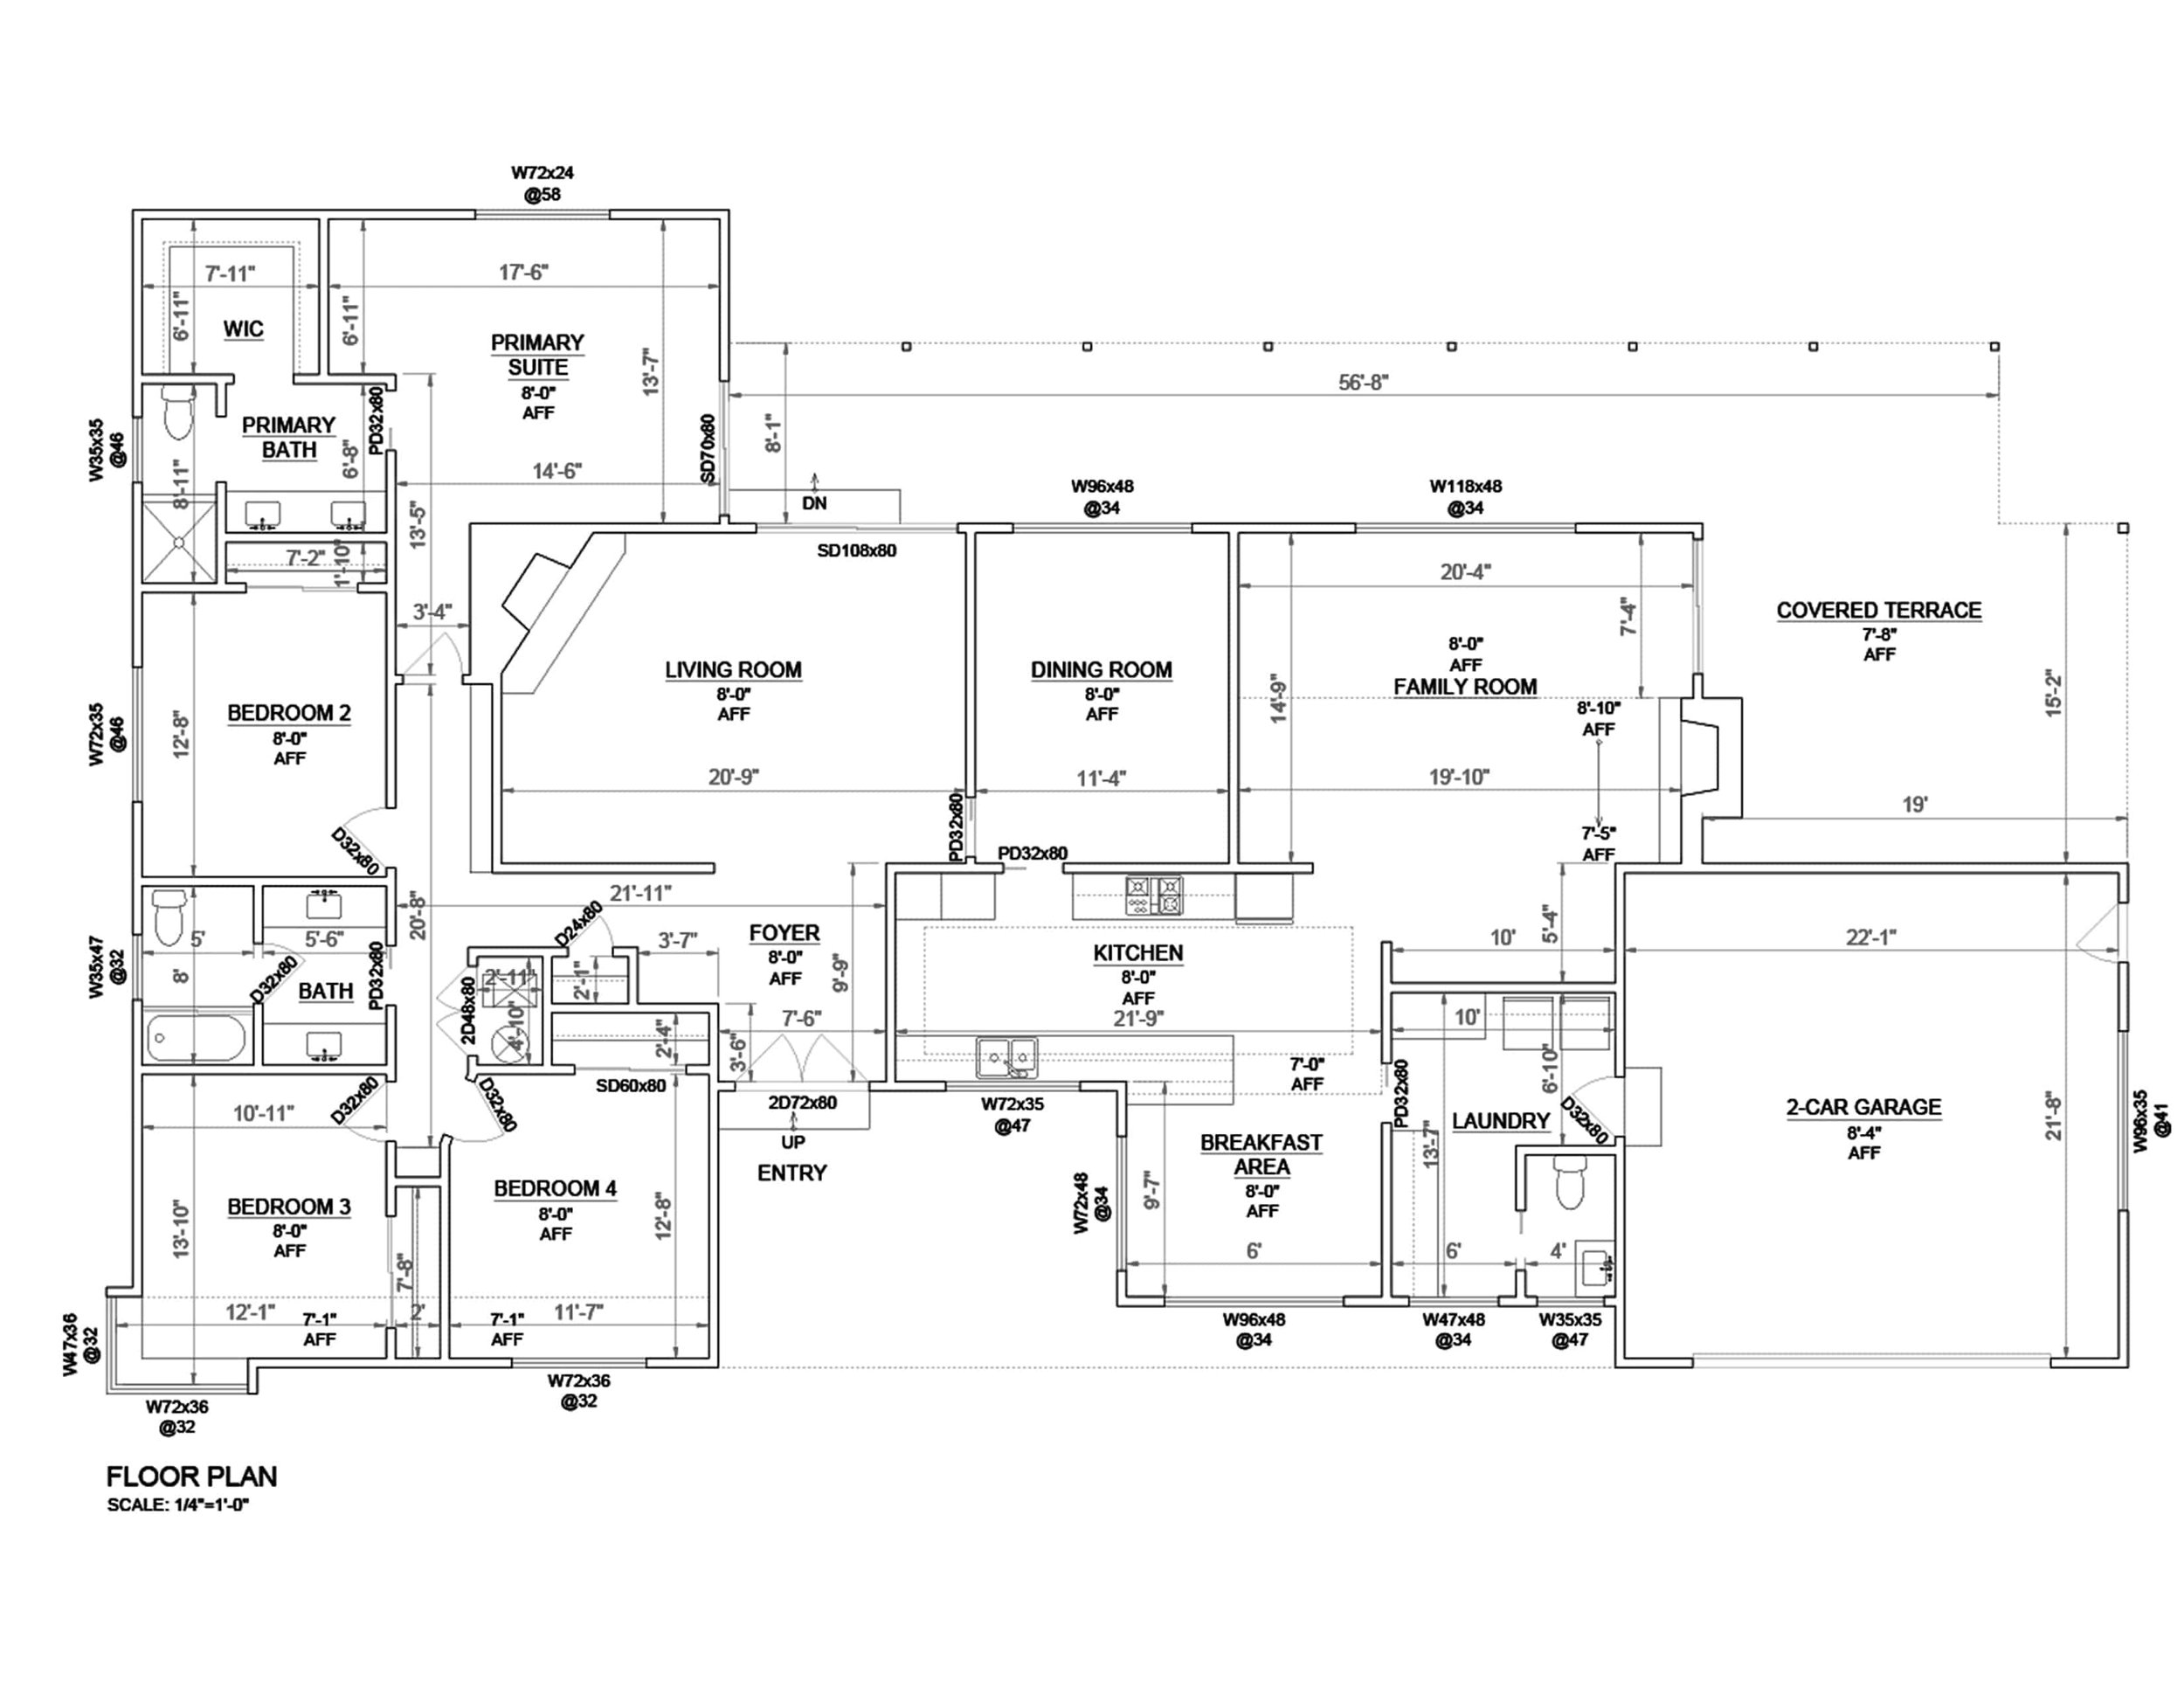 W72x24
@58
7'-11"
17'-6"
6'-11"
6'-11"
WIC
PRIMARY
SUITE
8'-0"
AFF
13'-7"
56'-8"
W35x35
@46
PRIMARY
BATH
PD32x80
6'-8"
8'-11"
14'-6"
SD70x80
8'-1"
DN
W96x48
@34
W118x48
@34
13'-5"
7'-2"
1'-10"
SD108x80
20'-4"
3'-4"
7'-4"
COVERED TERRACE
7'-8"
AFF
LIVING ROOM
8'-0"
AFF
DINING ROOM
8'-0"
AFF
8'-0"
AFF
FAMILY ROOM
14'-9"
8'-10"
AFF
15'-2"
W72x35
@46
12'-8"
BEDROOM 2
8'-0"
AFF
20'-9"
11'-4"
19'-10"
19'
D32x80
PD32x80
PD32x80
7'-5"
AFF
21'-11"
20'-8"
D24x80
3'-7"
FOYER
8'-0"
AFF
9'-9"
KITCHEN
8'-0"
AFF
10'
5'-4"
22'-1"
W35x47
@32
5'
5'-6"
8'
D32x80
BATH
PD32x80
2D48x80
2'-11"
2'-1"
4'-10"
7'-6"
21'-9"
10'
2'-4"
3'-6"
6'-10"
7'-0"
AFF
SD60x80
2D72x80
UP
ENTRY
W72x35
@47
PD32x80
LAUNDRY
D32x80
2-CAR GARAGE
8'-4"
AFF
21'-8"
W96x35
@41
10'-11"
D32x80
D32x80
BREAKFAST
AREA
8'-0"
AFF
13'-7"
9'-7"
W72x48
@34
BEDROOM 3
8'-0"
AFF
13'-10"
BEDROOM 4
8'-0"
AFF
12'-8"
7'-8"
6'
6'
4'
12'-1"
7'-1"
AFF
2'
7'-1"
AFF
11'-7"
W96x48
@34
W47x48
@34
W35x35
@47
W47x36
@32
W72x36
@32
W72x36
@32
FLOOR PLAN
SCALE: 1/4"=1'-0"